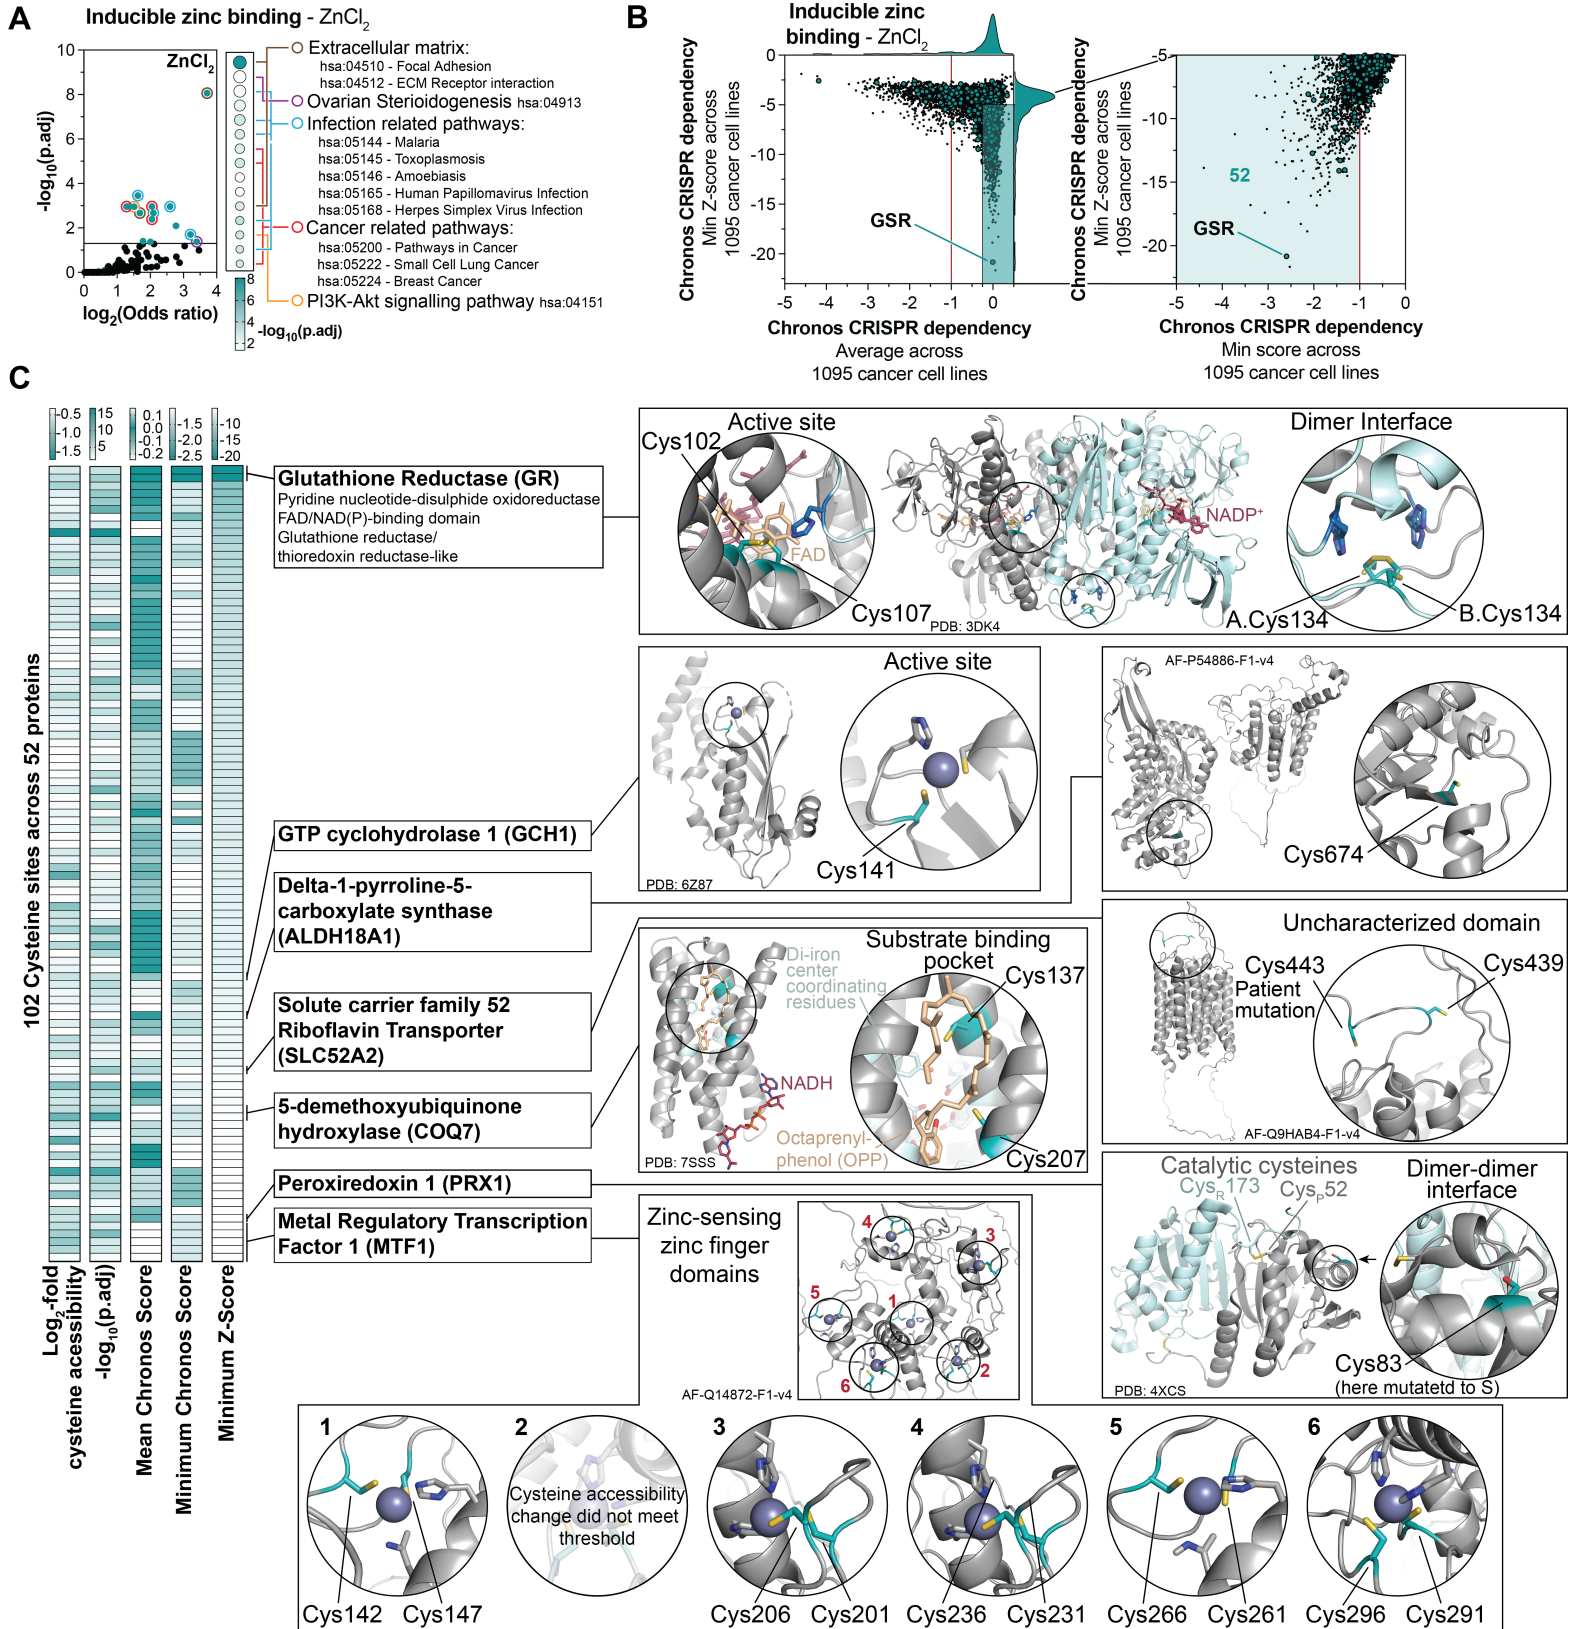 A
Inducible zinc binding - ZnCl2
ZnCl2
10
8
6
4
2
0
-log10(p.adj)
0 1 2 3 4
log2(Odds ratio)
8
6
4
2
-log10(p.adj)
Extracellular matrix:
hsa:04510 - Focal Adhesion
hsa:04512 - ECM Receptor interaction
Ovarian Sterioidogenesis hsa:04913
Infection related pathways:
hsa:05144 - Malaria
hsa:05145 - Toxoplasmosis
hsa:05146 - Amoebiasis
hsa:05165 - Human Papillomavirus Infection
hsa:05168 - Herpes Simplex Virus Infection
Cancer related pathways:
hsa:05200 - Pathways in Cancer
hsa:05222 - Small Cell Lung Cancer
hsa:05224 - Breast Cancer
PI3K-Akt signalling pathway hsa:04151
B
Inducible zinc
binding - ZnCl2
Chronos CRISPR dependency
Min Z-score across
1095 cancer cell lines
0
-5
-10
-15
-20
GSR
-5 -4 -3 -2 -1 0
Chronos CRISPR dependency
Average across
1095 cancer cell lines
Chronos CRISPR dependency
Min Z-score across
1095 cancer cell lines
-5
-10
-15
-20
52
GSR
-5 -4 -3 -2 -1 0
Chronos CRISPR dependency
Min score across
1095 cancer cell lines
C
-0.5
-1.0
-1.5
15
10
5
0.1
0.0
-0.1
-0.2
-1.5
-2.0
-2.5
-10
-15
-20
102 Cysteine sites across 52 proteins
Log2-fold
cysteine accessibility
-log10(p.adj)
Mean Chronos Score
Minimum Chronos Score
Minimum Z-Score
Glutathione Reductase (GR)
Pyridine nucleotide-disulphide oxidoreductase
FAD/NAD(P)-binding domain
Glutathione reductase/
thioredoxin reductase-like
GTP cyclohydrolase 1 (GCH1)
Delta-1-pyrroline-5-
carboxylate synthase
(ALDH18A1)
Solute carrier family 52
Riboflavin Transporter
(SLC52A2)
5-demethoxyubiquinone
hydroxylase (COQ7)
Peroxiredoxin 1 (PRX1)
Metal Regulatory Transcription
Factor 1 (MTF1)
Active site
Cys102
FAD
Cys107
PDB: 3DK4
NADP+
Dimer Interface
A.Cys134
B.Cys134
Active site
Cys141
PDB: 6Z87
AF-P54886-F1-v4
Cys674
Substrate binding
pocket
Di-iron
center
coordinating
residues
Cys137
NADH
Octaprenyl-
phenol (OPP)
Cys207
PDB: 7SSS
Uncharacterized domain
Cys443
Patient
mutation
Cys439
AF-Q9HAB4-F1-v4
Catalytic cysteines
CysR173
CysP52
Dimer-dimer
interface
Cys83
(here mutatetd to S)
PDB: 4XCS
Zinc-sensing
zinc finger
domains
4
3
5
1
6
2
AF-Q14872-F1-v4
1
Cys142 Cys147
2
Cysteine accessibility
change did not meet
threshold
3
Cys206 Cys201
4
Cys236 Cys231
5
Cys266 Cys261
6
Cys296 Cys291